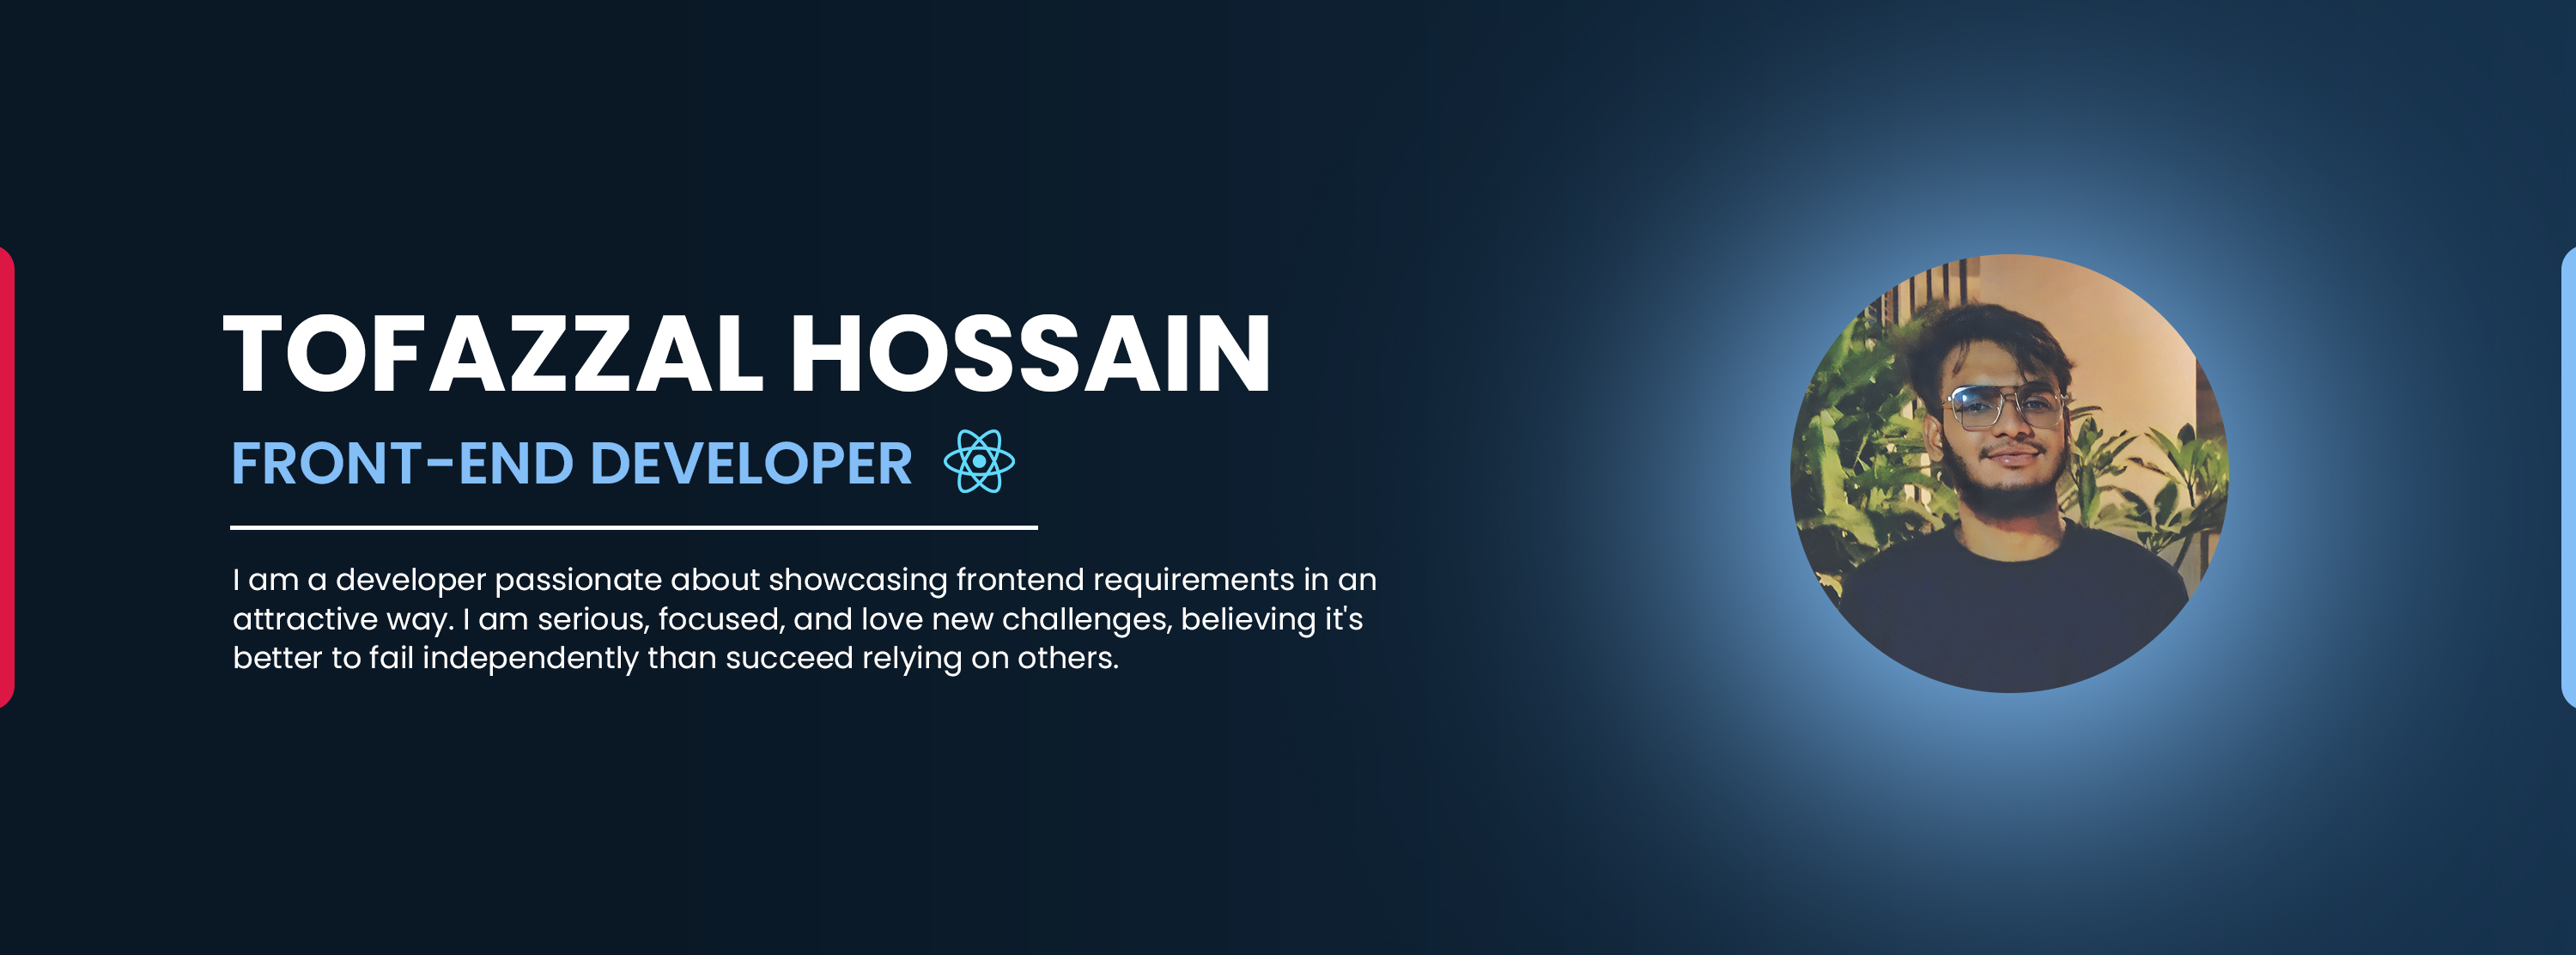 TOFAZZAL HOSSAIN
FRONT-END DEVELOPER
I am a developer passionate about showcasing frontend requirements in an
attractive way. I am serious, focused, and love new challenges, believing it's
better to fail independently than succeed relying on others.